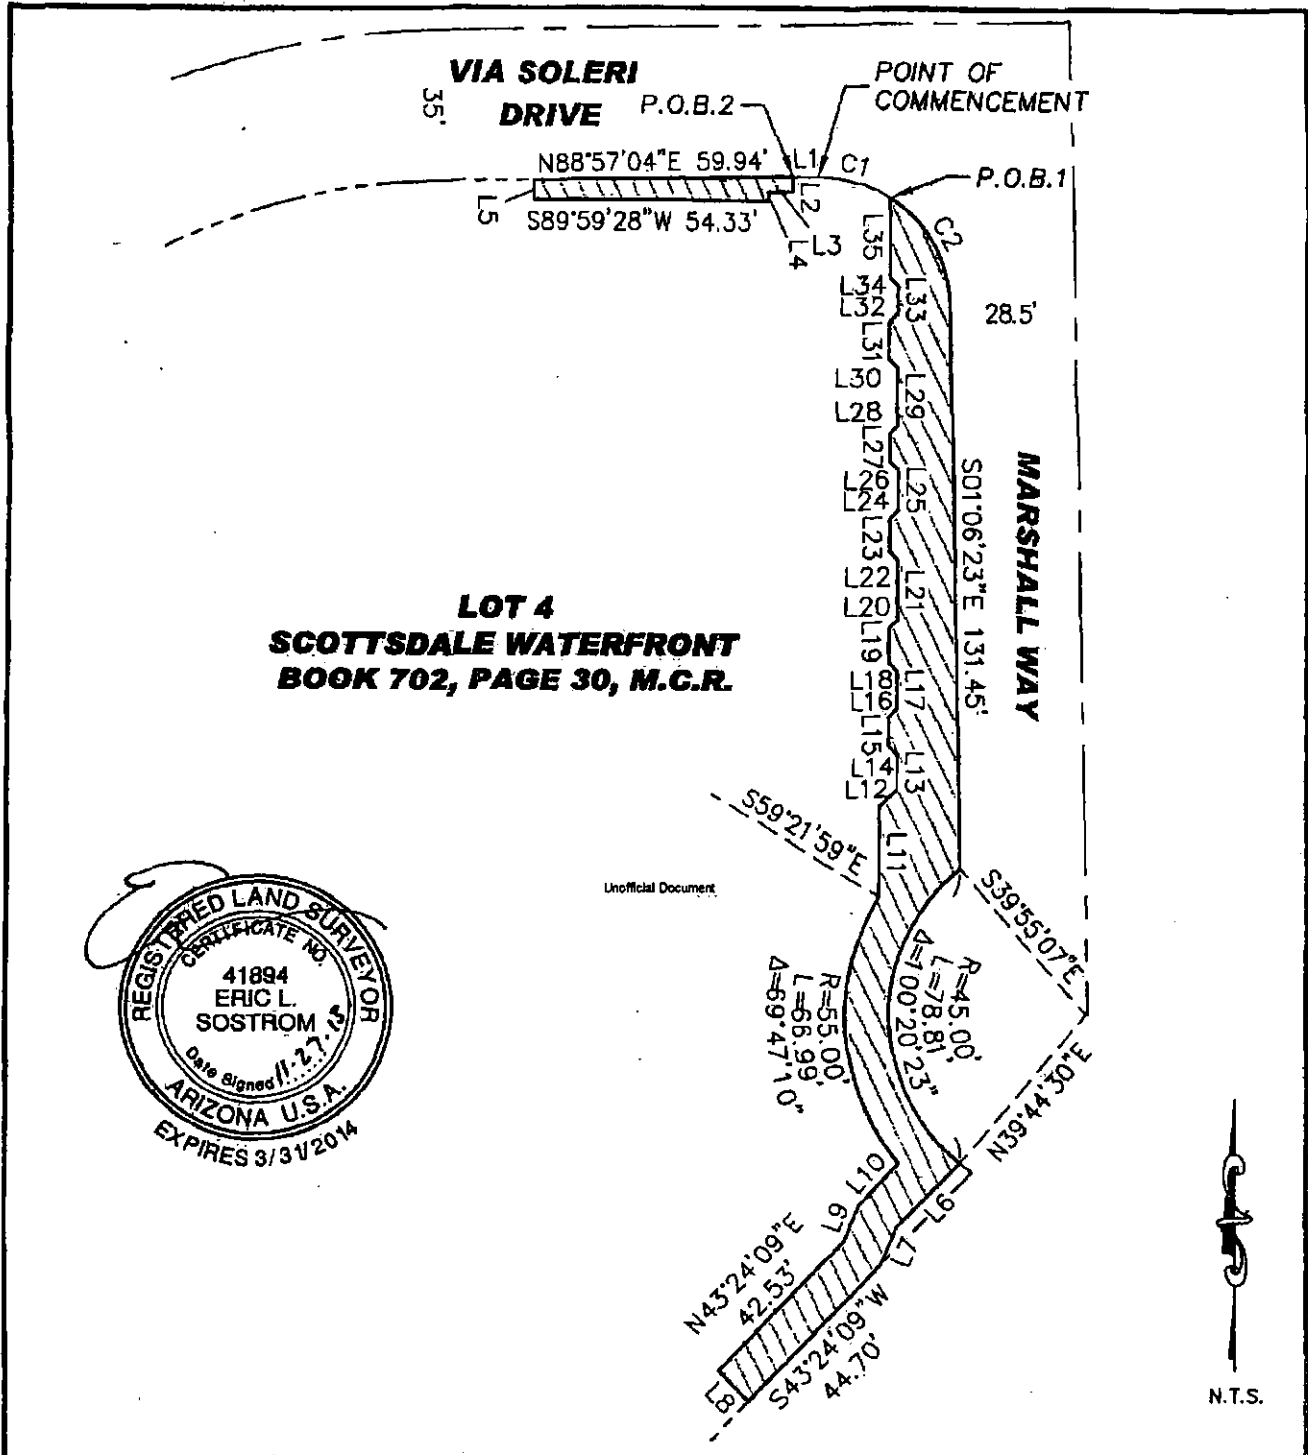 VIA SOLERI
DRIVE
35'
P.O.B.2
POINT OF
COMMENCEMENT
N88°57'04"E 59.94'
L1
C1
P.O.B.1
L5
S89°59'28"W 54.33'
L2
L3
L4
L35
C2
L34
L33
L32
28.5'
L31
L30
L29
L28
L27
L26
L25
L24
L23
L22
L21
L20
L19
L18
L17
L16
L15
L14
L13
L12
L11
S01°06'23"E 131.45'
MARSHALL WAY
LOT 4
SCOTTSDALE WATERFRONT
BOOK 702, PAGE 30, M.C.R.
S59°21'59"E
Unofficial Document
S39°55'07"E
R=45.00'
L=78.81'
Δ=100°20'23"
R=55.00'
L=66.99'
Δ=69°47'10"
N39°44'30"E
REGISTERED LAND SURVEYOR
CERTIFICATE NO.
41894
ERIC L.
SOSTROM
Date Signed 11-27-13
ARIZONA U.S.A.
EXPIRES 3/31/2014
L10
L9
L6
L7
N43°24'09"E
42.53'
S43°24'09"W
44.70'
L8
N.T.S.